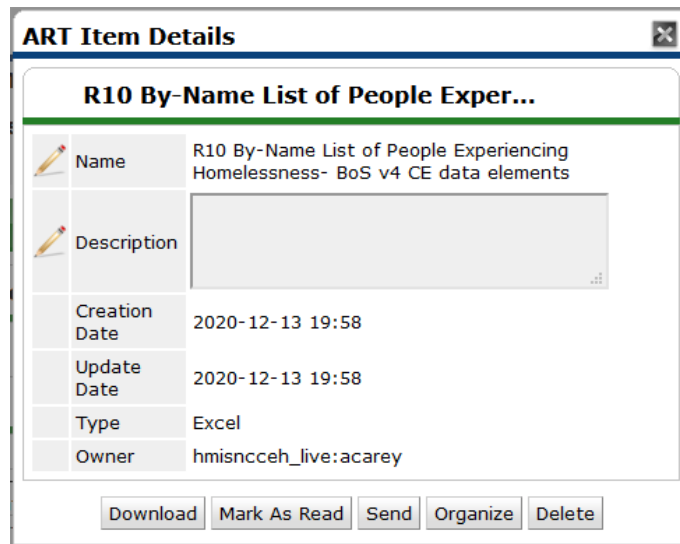 ART Item Details
R10 By-Name List of People Exper...
Name
R10 By-Name List of People Experiencing
Homelessness- BoS v4 CE data elements
Description
Creation
Date
2020-12-13 19:58
Update
Date
2020-12-13 19:58
Type
Excel
Owner
hmisncceh_live:acarey
Download
Mark As Read
Send
Organize
Delete